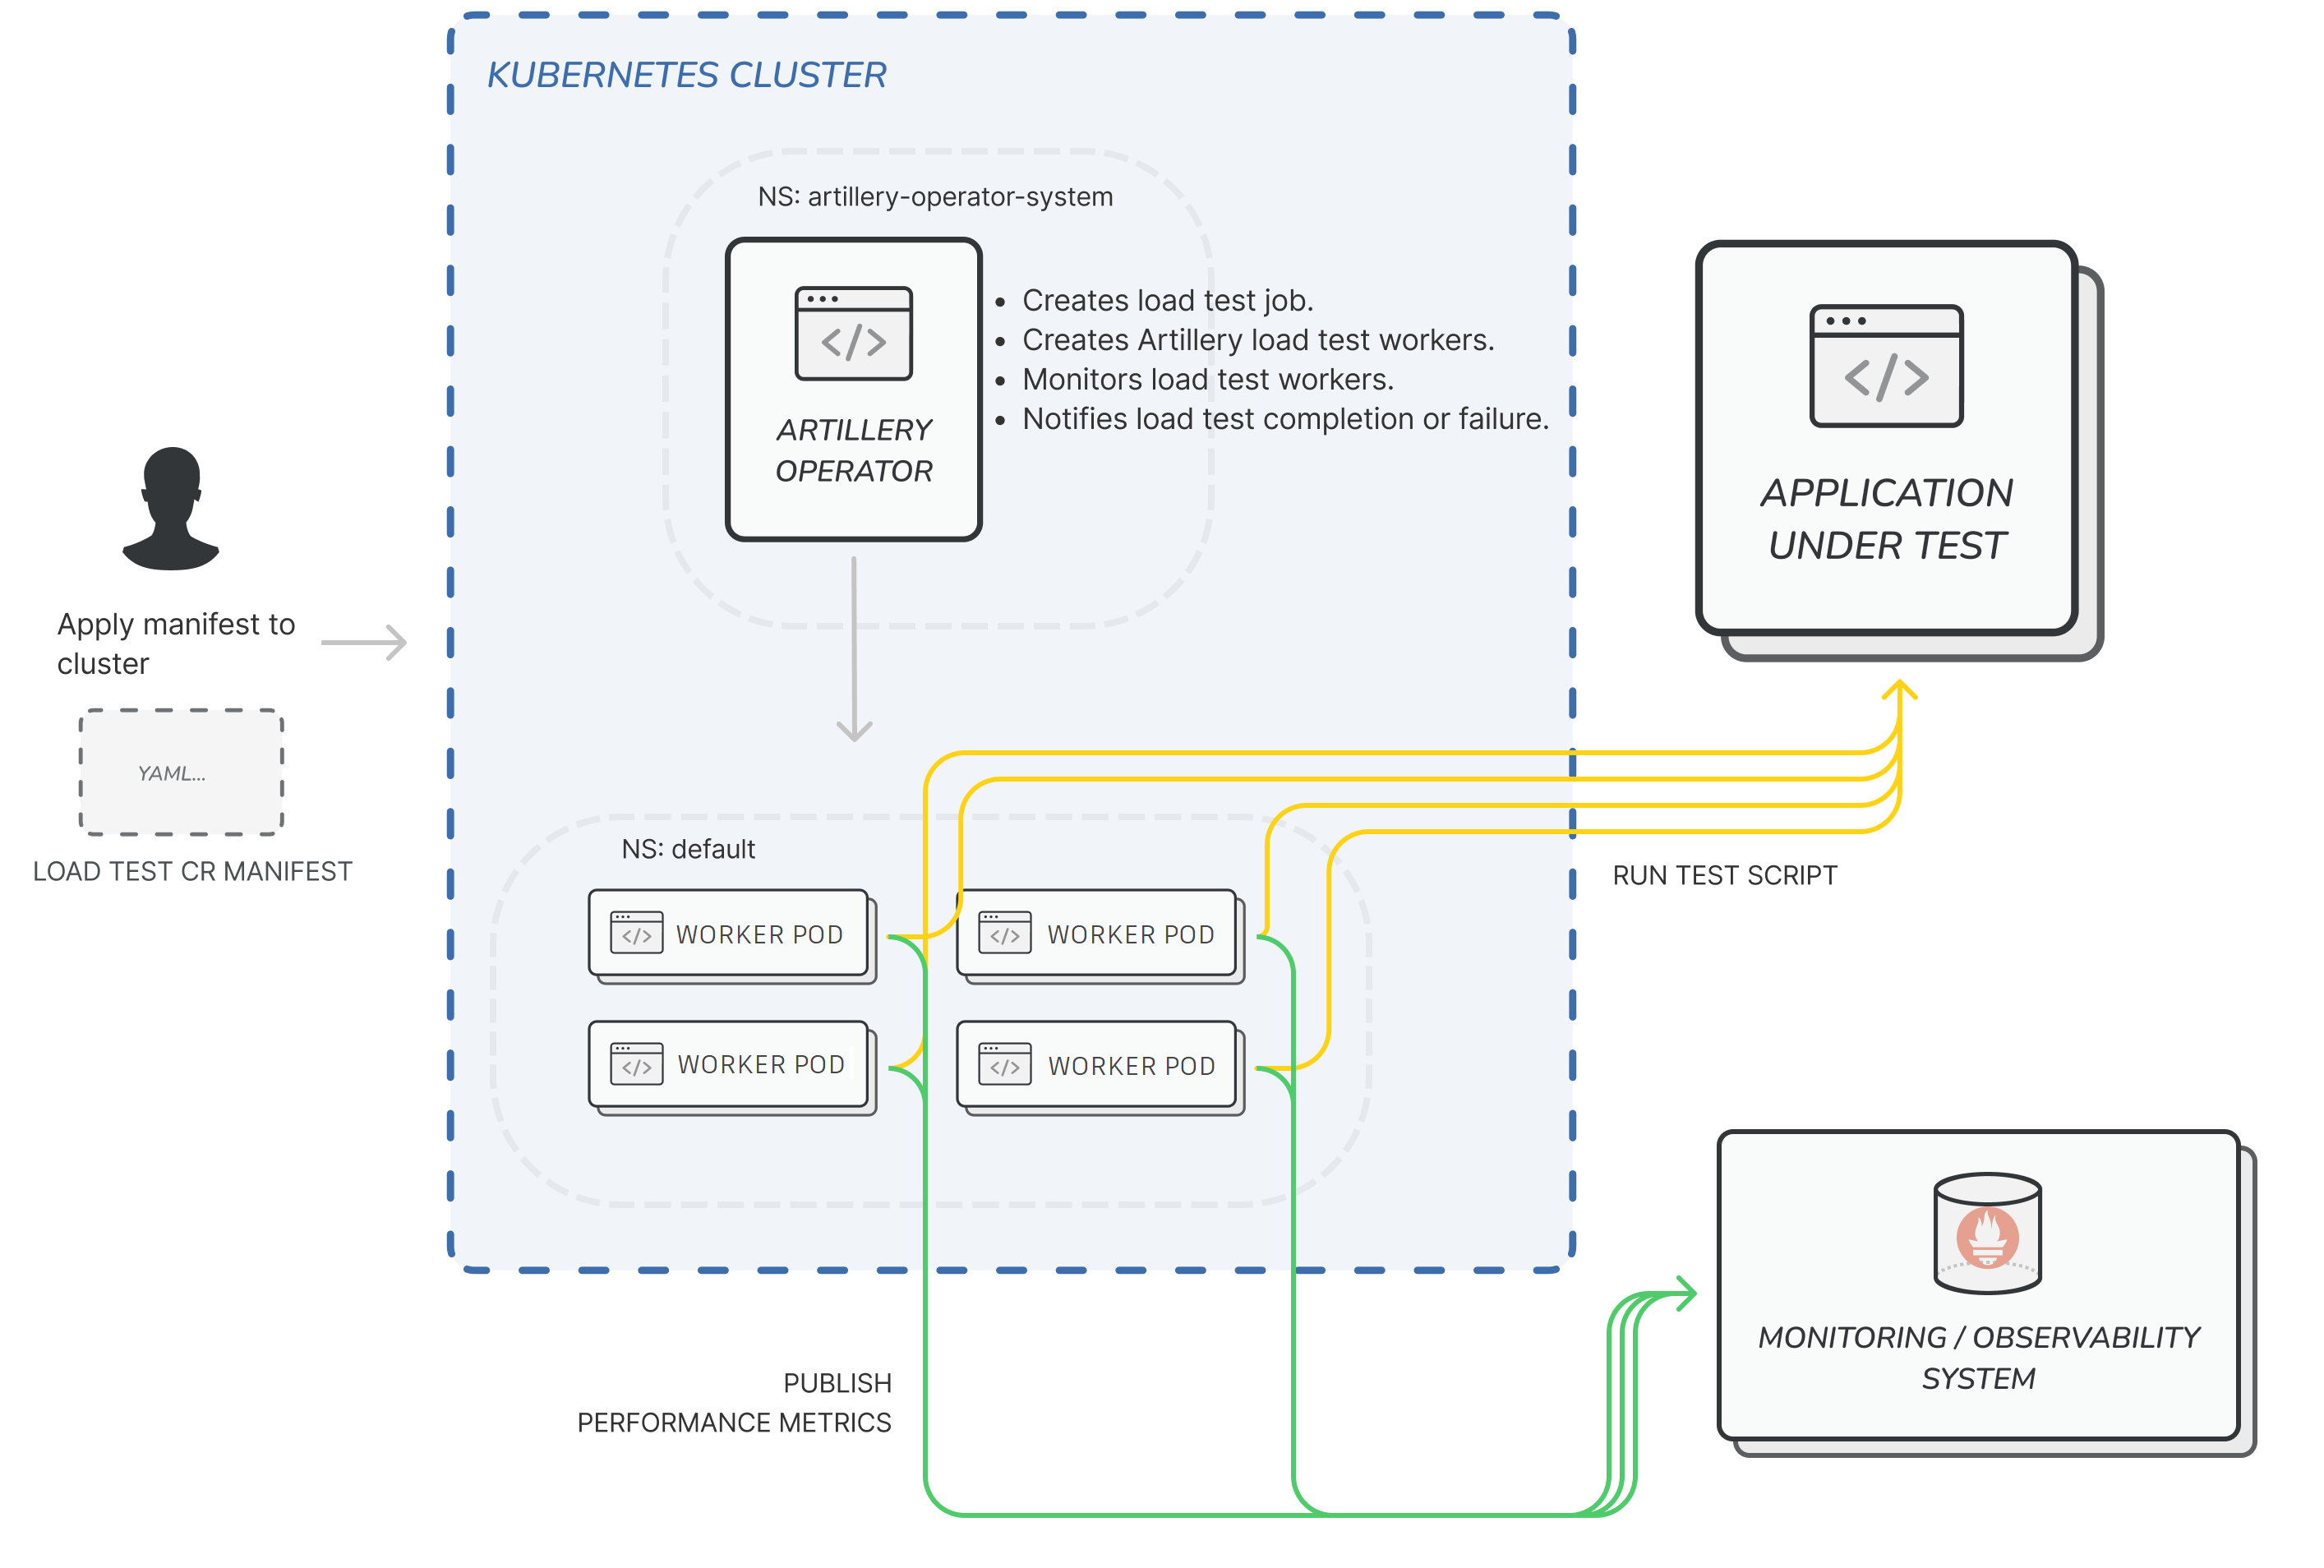 KUBERNETES CLUSTER
NS: artillery-operator-system
ARTILLERY
OPERATOR
• Creates load test job.
• Creates Artillery load test workers.
• Monitors load test workers.
• Notifies load test completion or failure.
APPLICATION
UNDER TEST
Apply manifest to
cluster
YAML...
LOAD TEST CR MANIFEST
NS: default
WORKER POD
WORKER POD
WORKER POD
WORKER POD
RUN TEST SCRIPT
MONITORING / OBSERVABILITY
SYSTEM
PUBLISH
PERFORMANCE METRICS